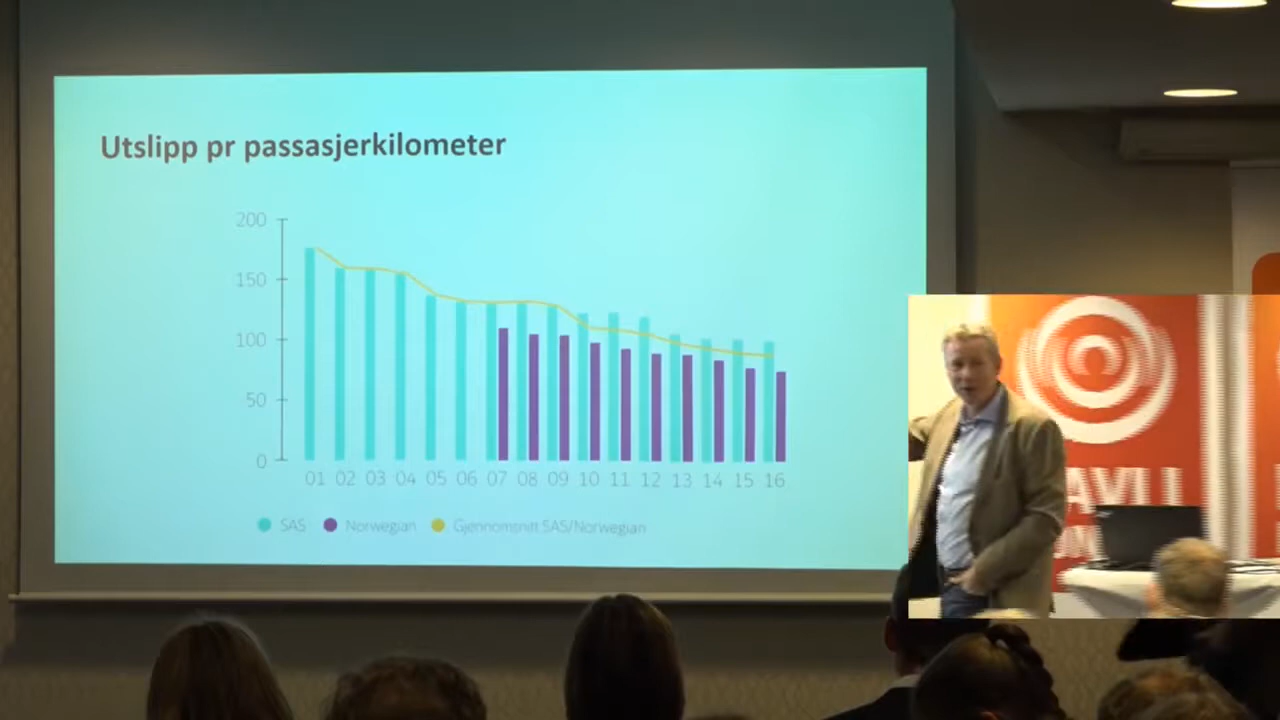 Utslipp pr passasjerkilometer
200
150
100
50
0
01 02 03 04 05 06 07 08 09 10 11 12 13 14 15 16
SAS Norwegian Gjennomsnitt SAS/Norwegian